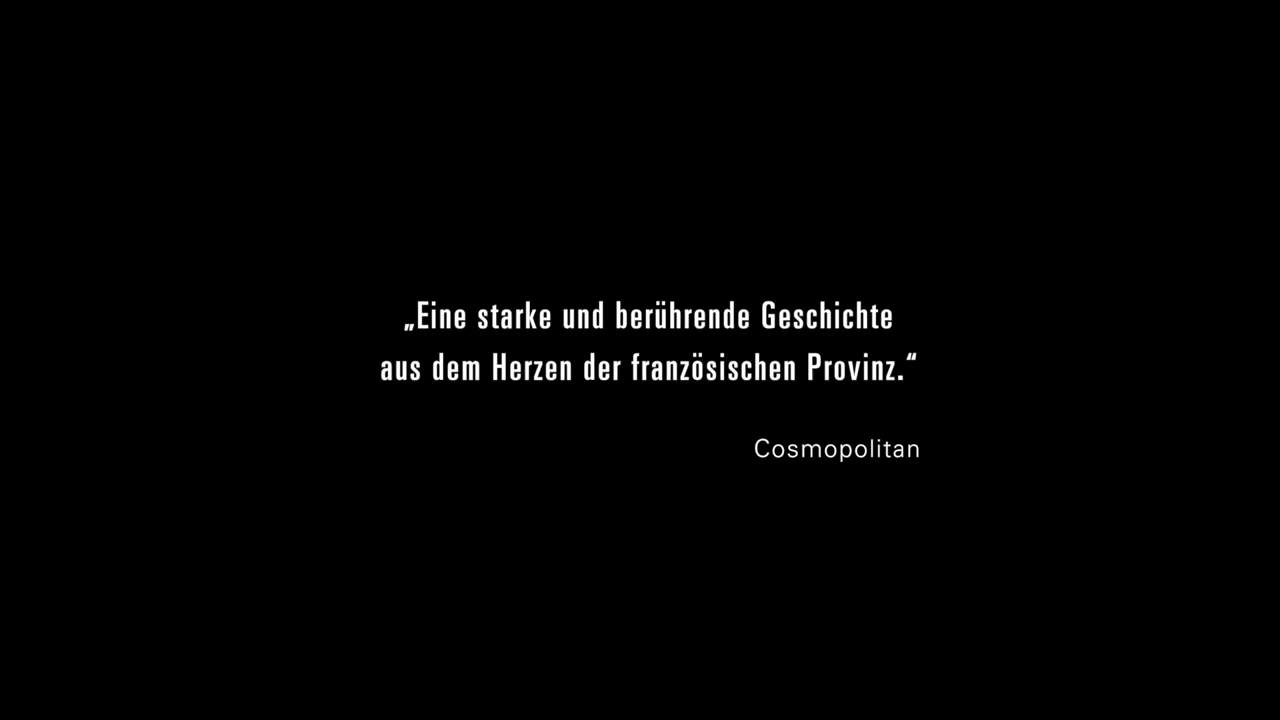 „Eine starke und berührende Geschichte
aus dem Herzen der französischen Provinz.“
Cosmopolitan